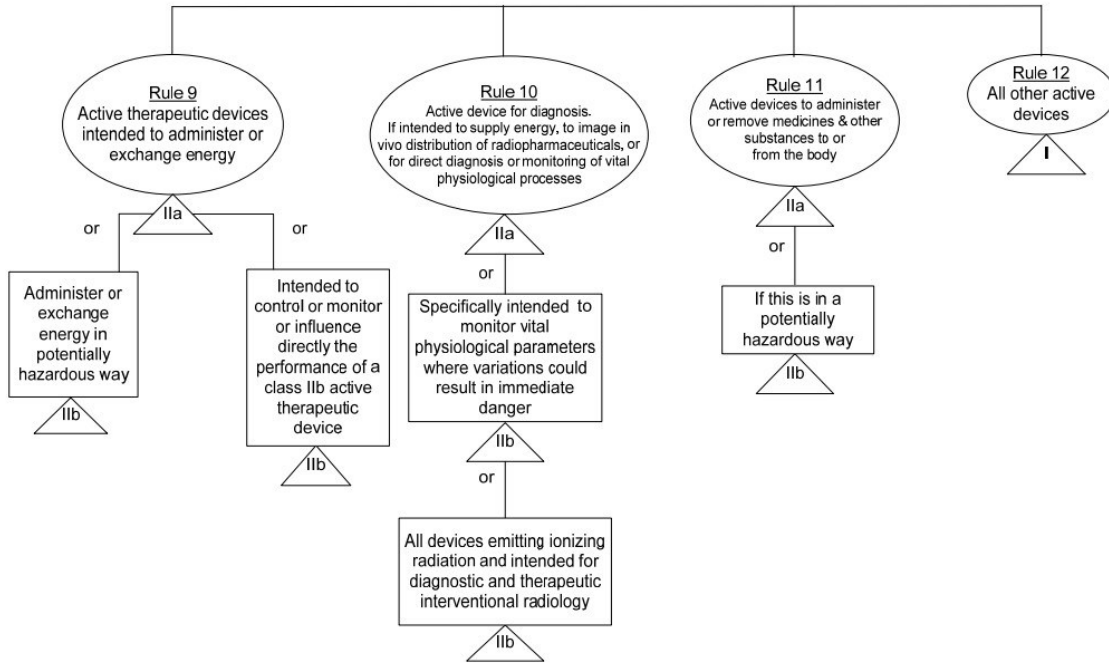 Rule 9
Active therapeutic devices
intended to administer or
exchange energy
IIa
or
or
Administer or
exchange
energy in
potentially
hazardous way
IIb
Intended to
control or monitor
or influence
directly the
performance of a
class IIb active
therapeutic
device
IIb
Rule 10
Active device for diagnosis.
If intended to supply energy, to image in
vivo distribution of radiopharmaceuticals, or
for direct diagnosis or monitoring of vital
physiological processes
IIa
or
Specifically intended to
monitor vital
physiological parameters
where variations could
result in immediate
danger
IIb
or
All devices emitting ionizing
radiation and intended for
diagnostic and therapeutic
interventional radiology
IIb
Rule 11
Active devices to administer
or remove medicines & other
substances to or
from the body
IIa
or
If this is in a
potentially
hazardous way
IIb
Rule 12
All other active
devices
I